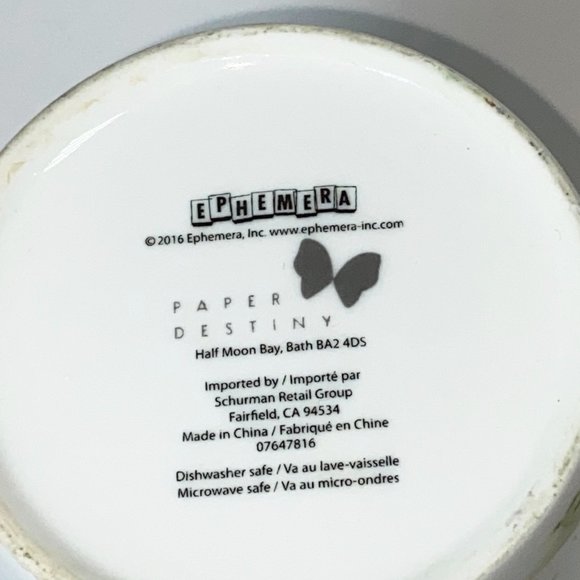 EPHEMERA
© 2016 Ephemera, Inc. www.ephemera-inc.com
PAPER
DESTINY
Half Moon Bay, Bath BA2 4DS
Imported by / Importé par
Schurman Retail Group
Fairfield, CA 94534
Made in China / Fabriqué en Chine
07647816
Dishwasher safe / Va au lave-vaisselle
Microwave safe / Va au micro-ondres